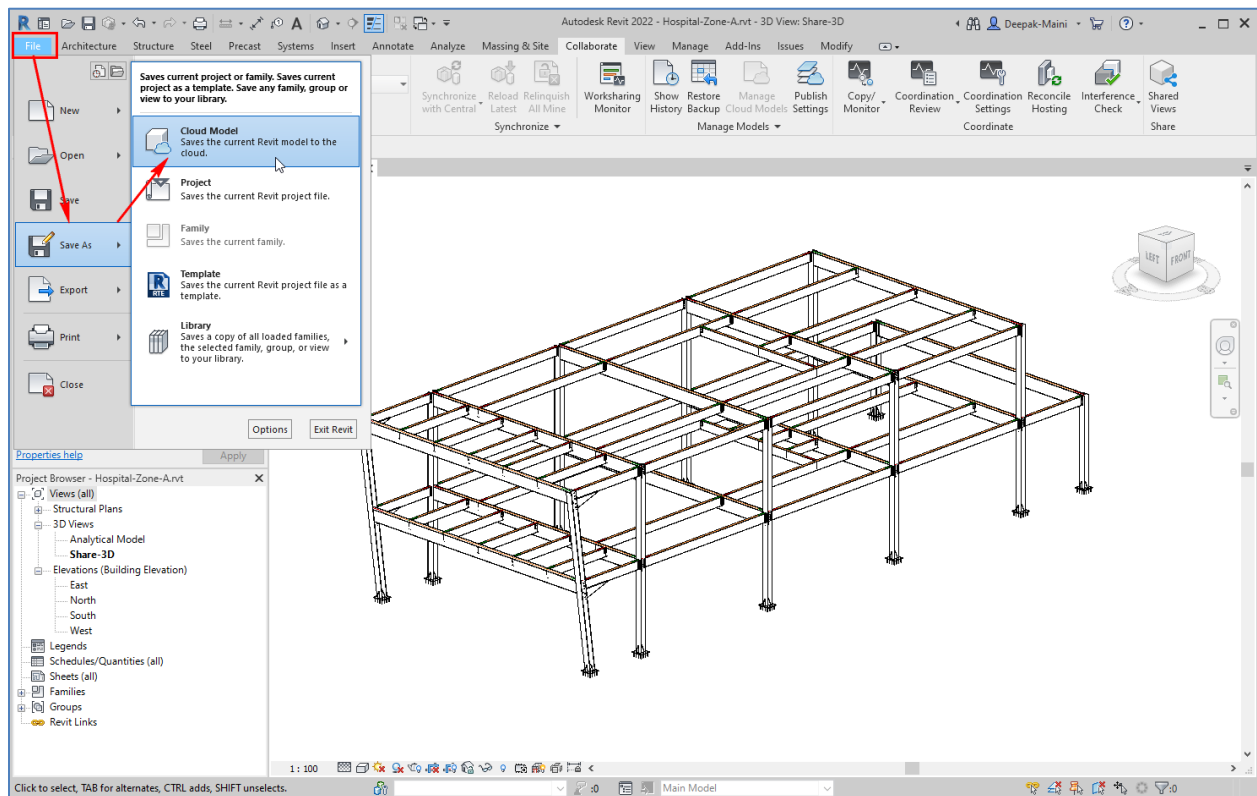 Autodesk Revit 2022 - Hospital-Zone-A.rvt - 3D View: Share-3D
Deepak-Maini
File Architecture Structure Steel Precast Systems Insert Annotate Analyze Massing & Site Collaborate View Manage Add-Ins Issues Modify
Synchronize with Central
Reload Latest
Relinquish All Mine
Worksharing Monitor
Show History
Restore Backup
Manage Cloud Models
Publish Settings
Copy/ Monitor
Coordination Review
Coordination Settings
Reconcile Hosting
Interference Check
Shared Views
Synchronize
Manage Models
Coordinate
Share
New
Open
Save
Save As
Export
Print
Close
Saves current project or family. Saves current
project as a template. Save any family, group or
view to your library.
Cloud Model
Saves the current Revit model to the
cloud.
Project
Saves the current Revit project file.
Family
Saves the current family.
Template
Saves the current Revit project file as a
template.
RTE
Library
Saves a copy of all loaded families,
the selected family, group, or view
to your library.
Options
Exit Revit
LEFT
FRONT
Properties help
Apply
Project Browser - Hospital-Zone-A.rvt
Views (all)
Structural Plans
3D Views
Analytical Model
Share-3D
Elevations (Building Elevation)
East
North
South
West
Legends
Schedules/Quantities (all)
Sheets (all)
Families
Groups
Revit Links
1 : 100
Click to select, TAB for alternates, CTRL adds, SHIFT unselects.
:0
Main Model
:0